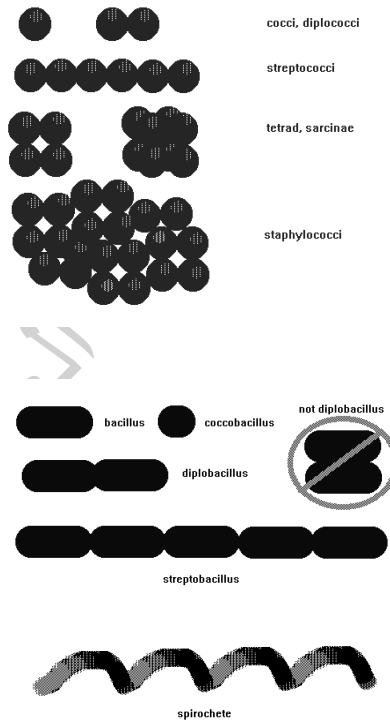 cocci, diplococci
streptococci
tetrad, sarcinae
staphylococci
not diplobacillus
bacillus
coccobacillus
diplobacillus
streptobacillus
spirochete